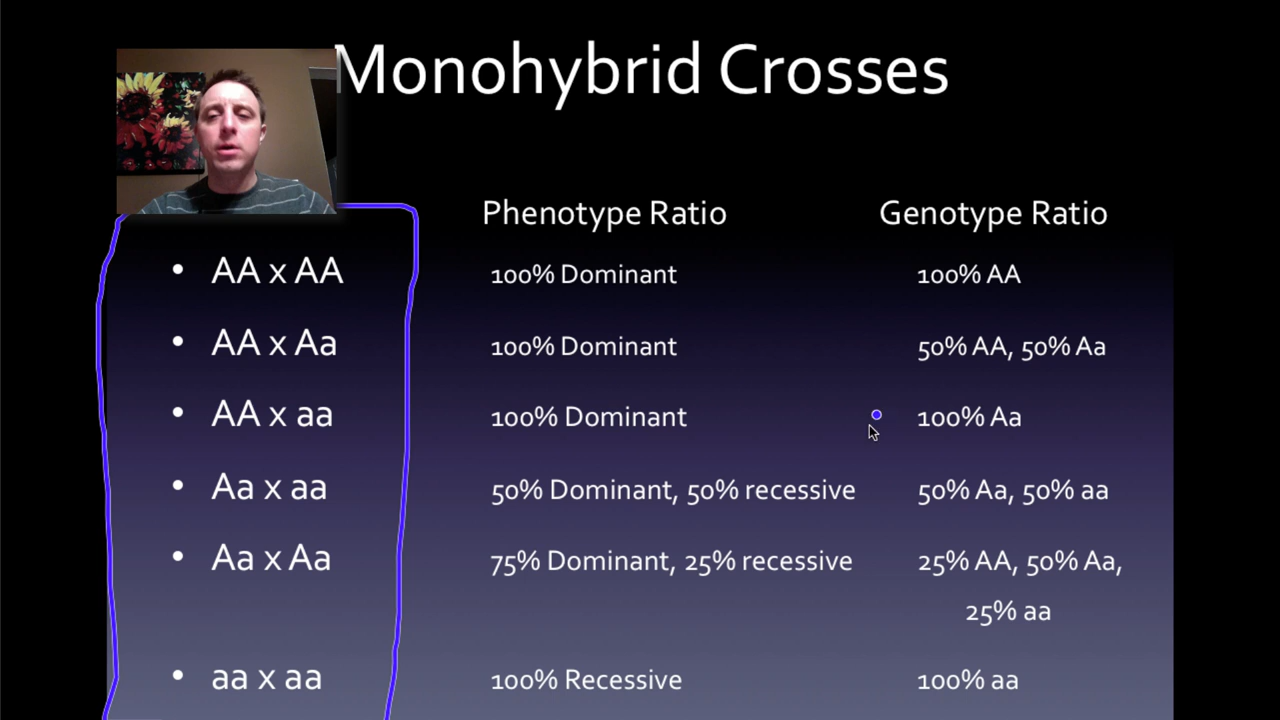 Monohybrid Crosses
Phenotype Ratio Genotype Ratio
• AA x AA 100% Dominant 100% AA
• AA x Aa 100% Dominant 50% AA, 50% Aa
• AA x aa 100% Dominant 100% Aa
• Aa x aa 50% Dominant, 50% recessive 50% Aa, 50% aa
• Aa x Aa 75% Dominant, 25% recessive 25% AA, 50% Aa,
25% aa
• aa x aa 100% Recessive 100% aa